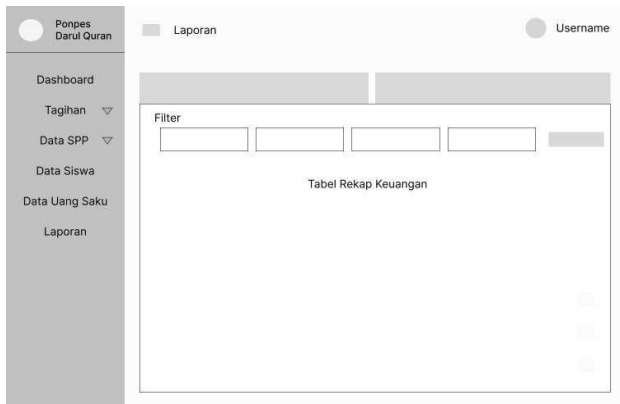 Ponpes
Darul Quran
Laporan
Username
Dashboard
Tagihan
Data SPP
Data Siswa
Data Uang Saku
Laporan
Filter
Tabel Rekap Keuangan